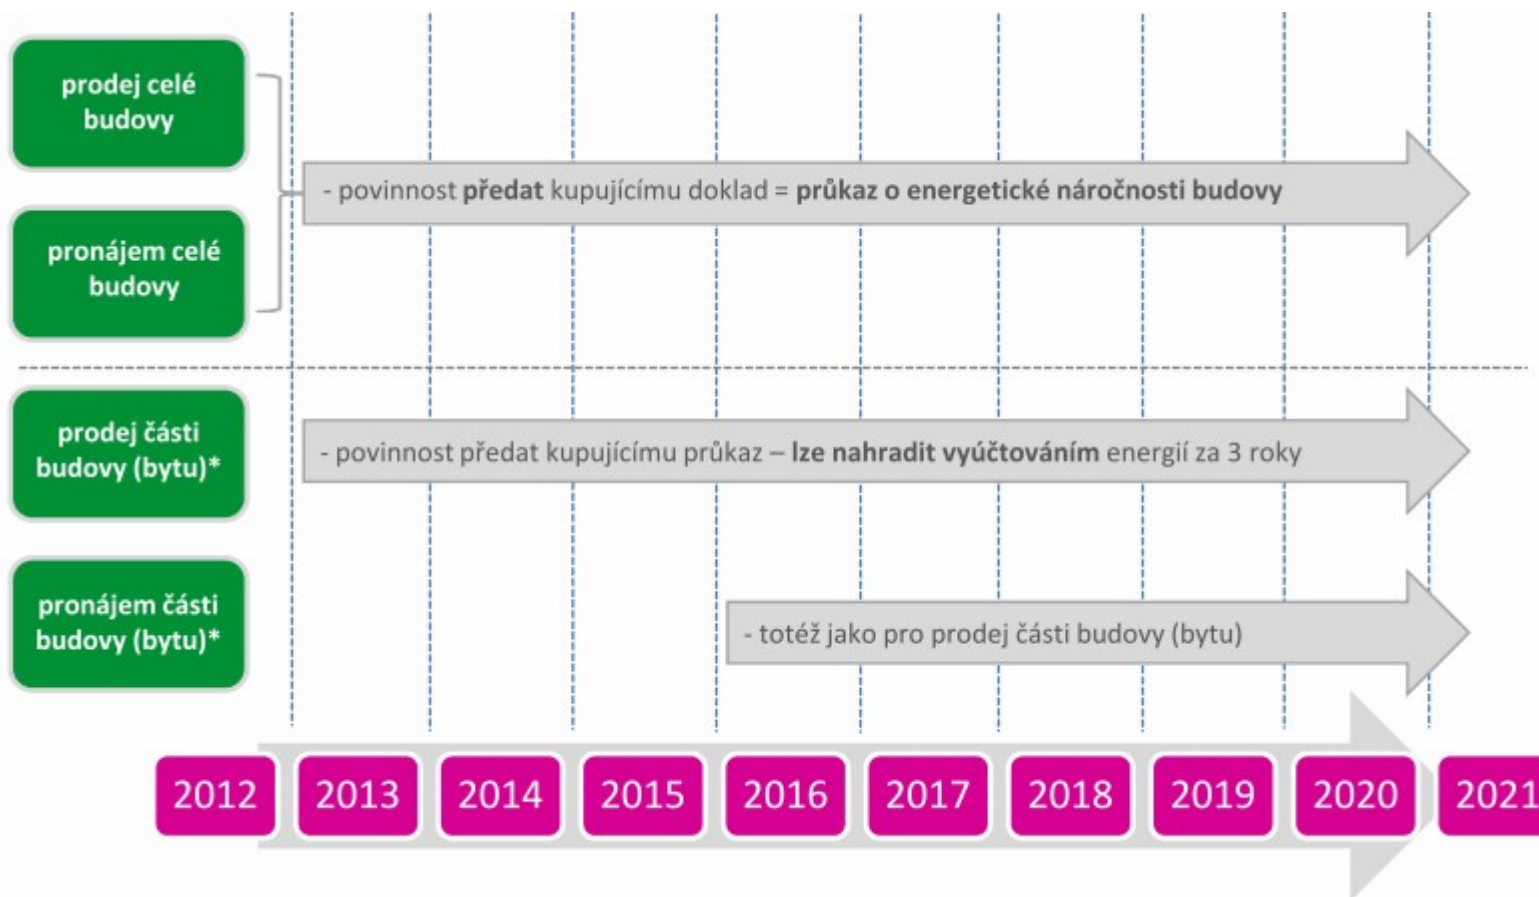 prodej celé
budovy
- povinnost předat kupujícímu doklad = průkaz o energetické náročnosti budovy
pronájem celé
budovy
prodej části
budovy (bytu)*
- povinnost předat kupujícímu průkaz – lze nahradit vyúčtováním energií za 3 roky
pronájem části
budovy (bytu)*
- totéž jako pro prodej části budovy (bytu)
2012 2013 2014 2015 2016 2017 2018 2019 2020 2021